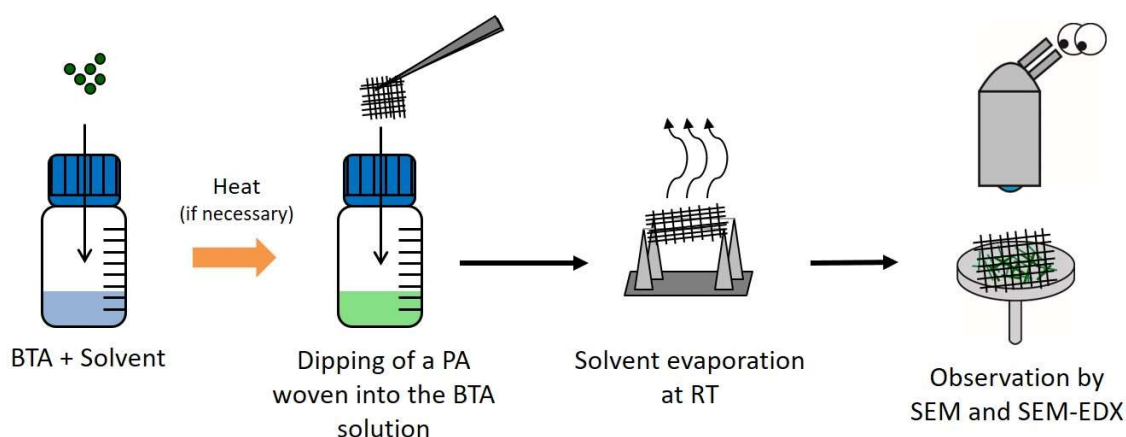 Heat
(if necessary)
BTA + Solvent
Dipping of a PA
woven into the BTA
solution
Solvent evaporation
at RT
Observation by
SEM and SEM-EDX